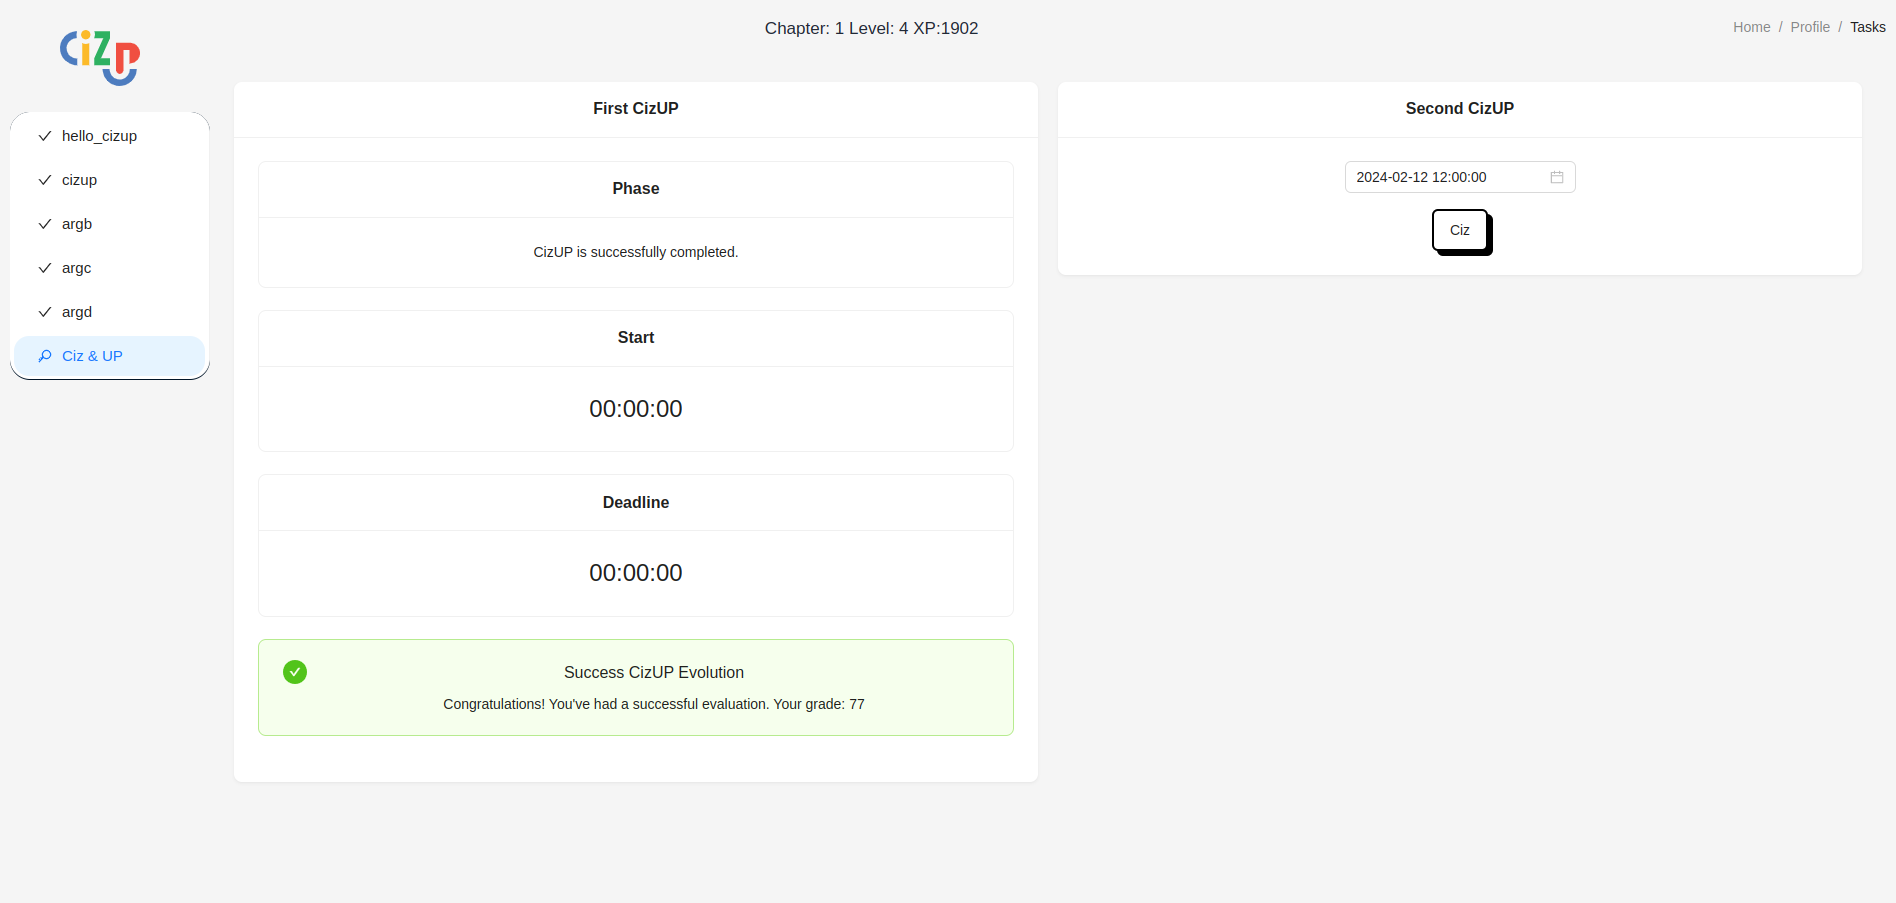 CiZUP
Chapter: 1 Level: 4 XP:1902
Home / Profile / Tasks
hello_cizup
cizup
argb
argc
argd
Ciz & UP
First CizUP
Phase
CizUP is successfully completed.
Start
00:00:00
Deadline
00:00:00
Success CizUP Evolution
Congratulations! You've had a successful evaluation. Your grade: 77
Second CizUP
2024-02-12 12:00:00
Ciz